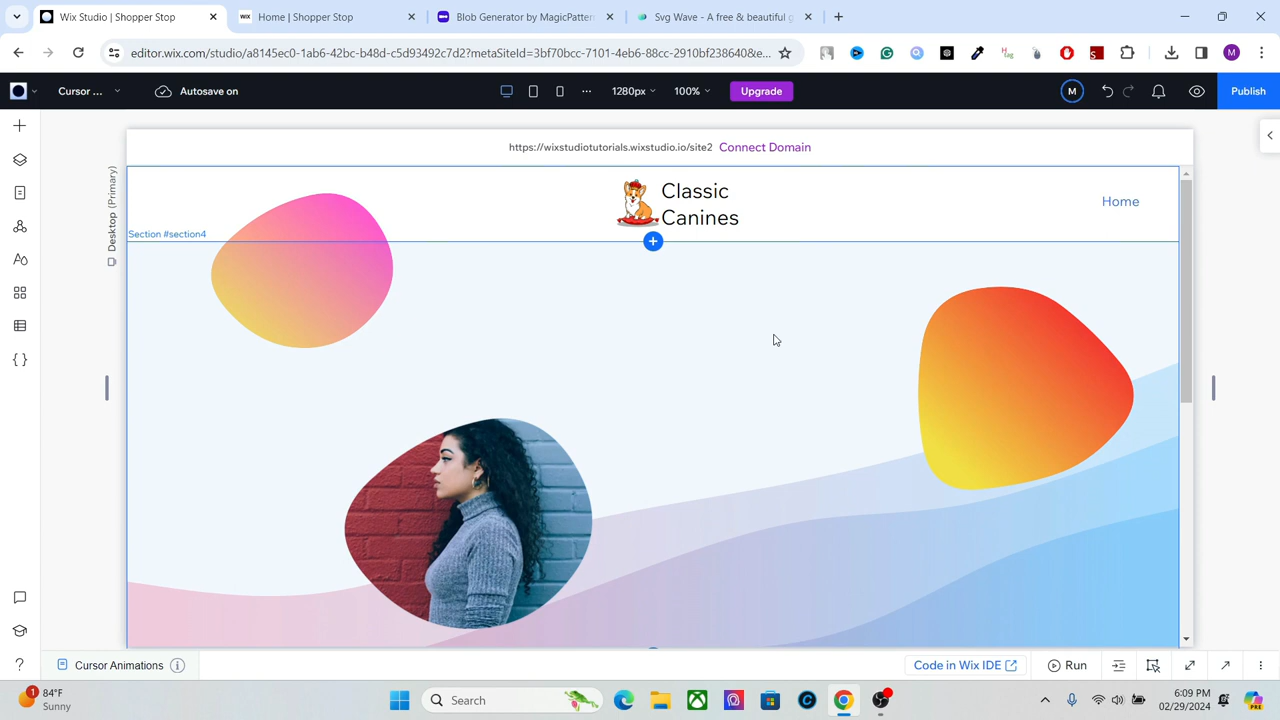 Wix Studio | Shopper Stop
Home | Shopper Stop
Blob Generator by MagicPattern
Svg Wave - A free & beautiful g
editor.wix.com/studio/a8145ec0-1ab6-42bc-b48d-c5d93492c7d2?metaSiteId=3bf70bcc-7101-4eb6-88cc-2910bf238640&e...
Cursor ...
Autosave on
1280px
100%
Upgrade
M
Publish
https://wixstudiotutorials.wixstudio.io/site2 Connect Domain
Desktop (Primary)
Classic
Canines
Home
Section #section4
Cursor Animations
Code in Wix IDE
Run
1
84°F
Sunny
Search
6:09 PM
02/29/2024